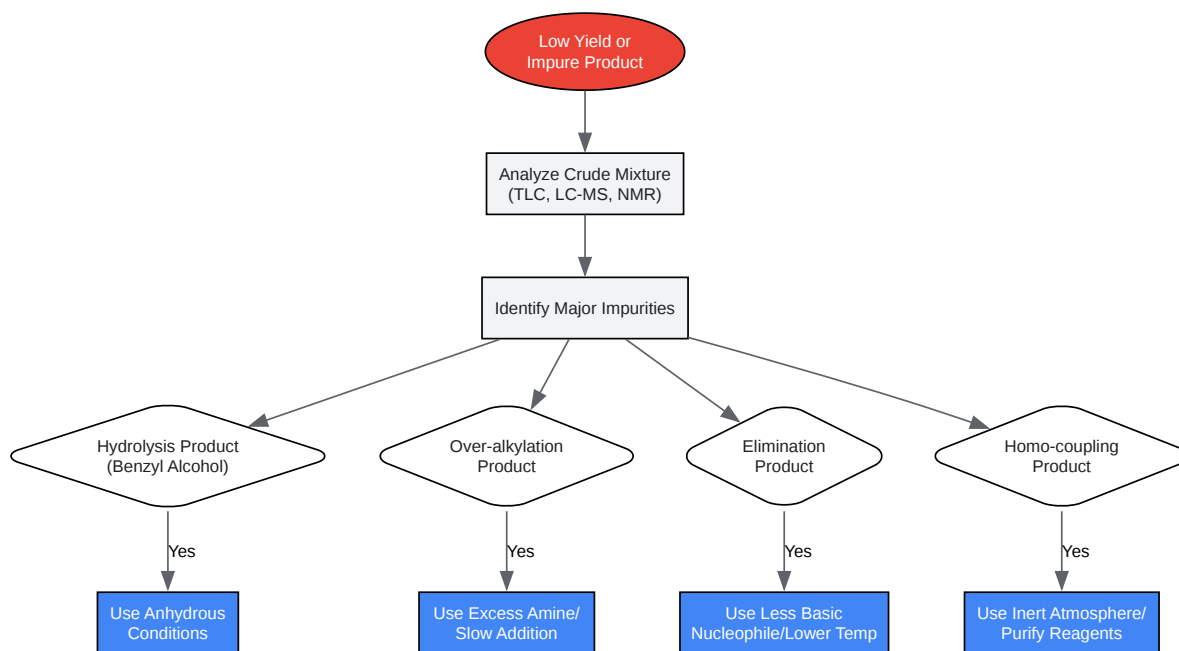 Low Yield or
Impure Product
Analyze Crude Mixture
(TLC, LC-MS, NMR)
Identify Major Impurities
Hydrolysis Product
(Benzyl Alcohol)
Over-alkylation
Product
Elimination
Product
Homo-coupling
Product
Yes
Yes
Yes
Yes
Use Anhydrous
Conditions
Use Excess Amine/
Slow Addition
Use Less Basic
Nucleophile/Lower Temp
Use Inert Atmosphere/
Purify Reagents